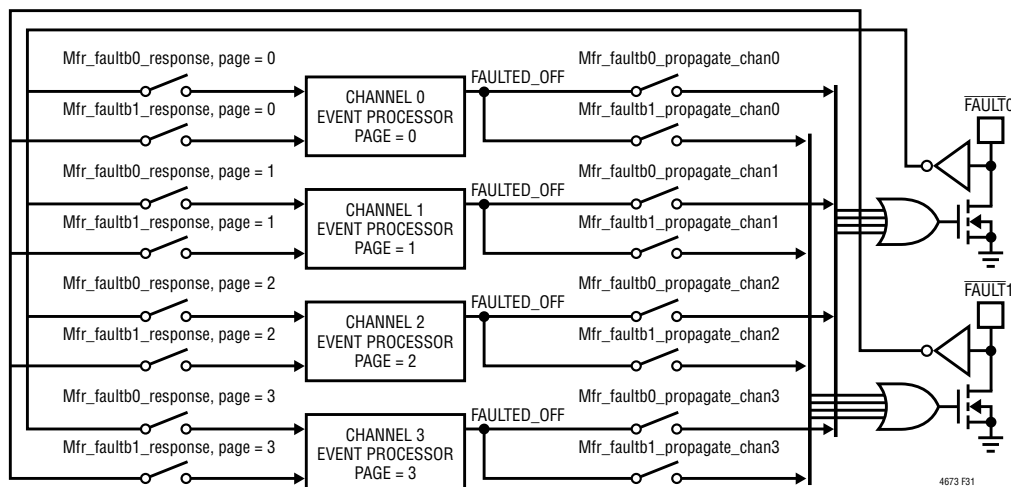 Mfr_faultb0_response, page = 0
Mfr_faultb1_response, page = 0
CHANNEL 0
EVENT PROCESSOR
PAGE = 0
FAULTED_OFF
Mfr_faultb0_propagate_chan0
Mfr_faultb1_propagate_chan0
FAULT0
Mfr_faultb0_response, page = 1
Mfr_faultb1_response, page = 1
CHANNEL 1
EVENT PROCESSOR
PAGE = 1
FAULTED_OFF
Mfr_faultb0_propagate_chan1
Mfr_faultb1_propagate_chan1
Mfr_faultb0_response, page = 2
Mfr_faultb1_response, page = 2
CHANNEL 2
EVENT PROCESSOR
PAGE = 2
FAULTED_OFF
Mfr_faultb0_propagate_chan2
Mfr_faultb1_propagate_chan2
FAULT1
Mfr_faultb0_response, page = 3
Mfr_faultb1_response, page = 3
CHANNEL 3
EVENT PROCESSOR
PAGE = 3
FAULTED_OFF
Mfr_faultb0_propagate_chan3
Mfr_faultb1_propagate_chan3
4673 F31